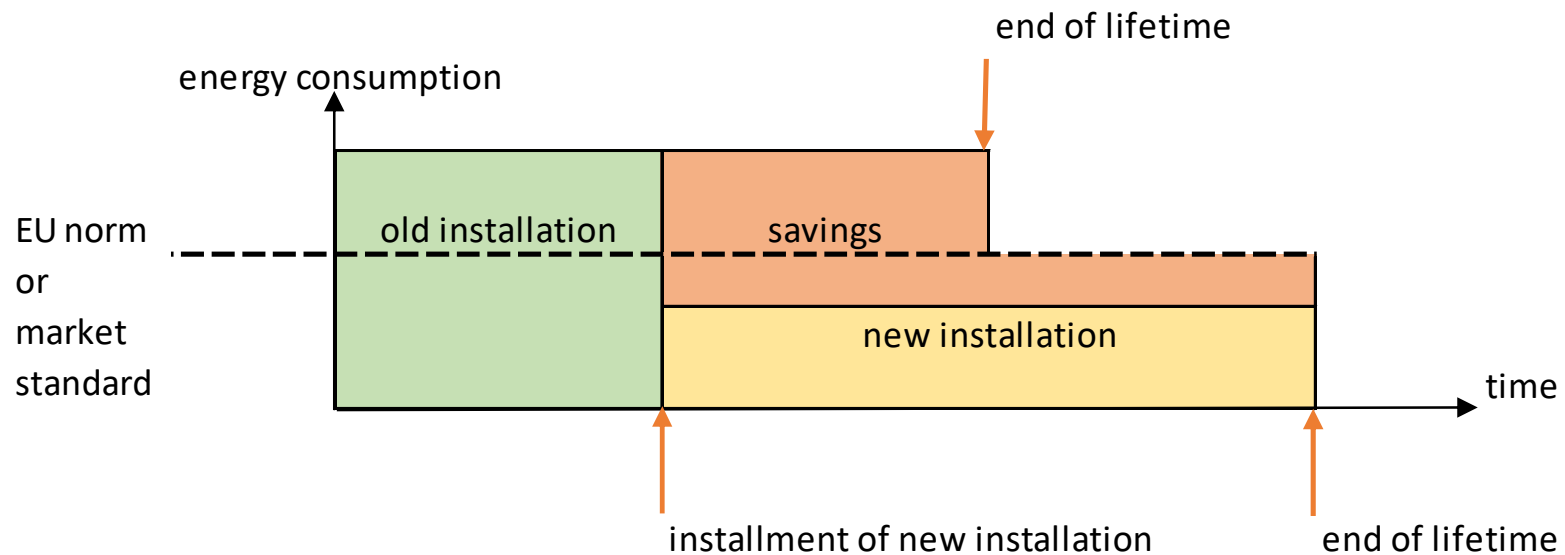 end of lifetime
energy consumption
EU norm
or
market
standard
old installation
savings
new installation
time
installment of new installation
end of lifetime